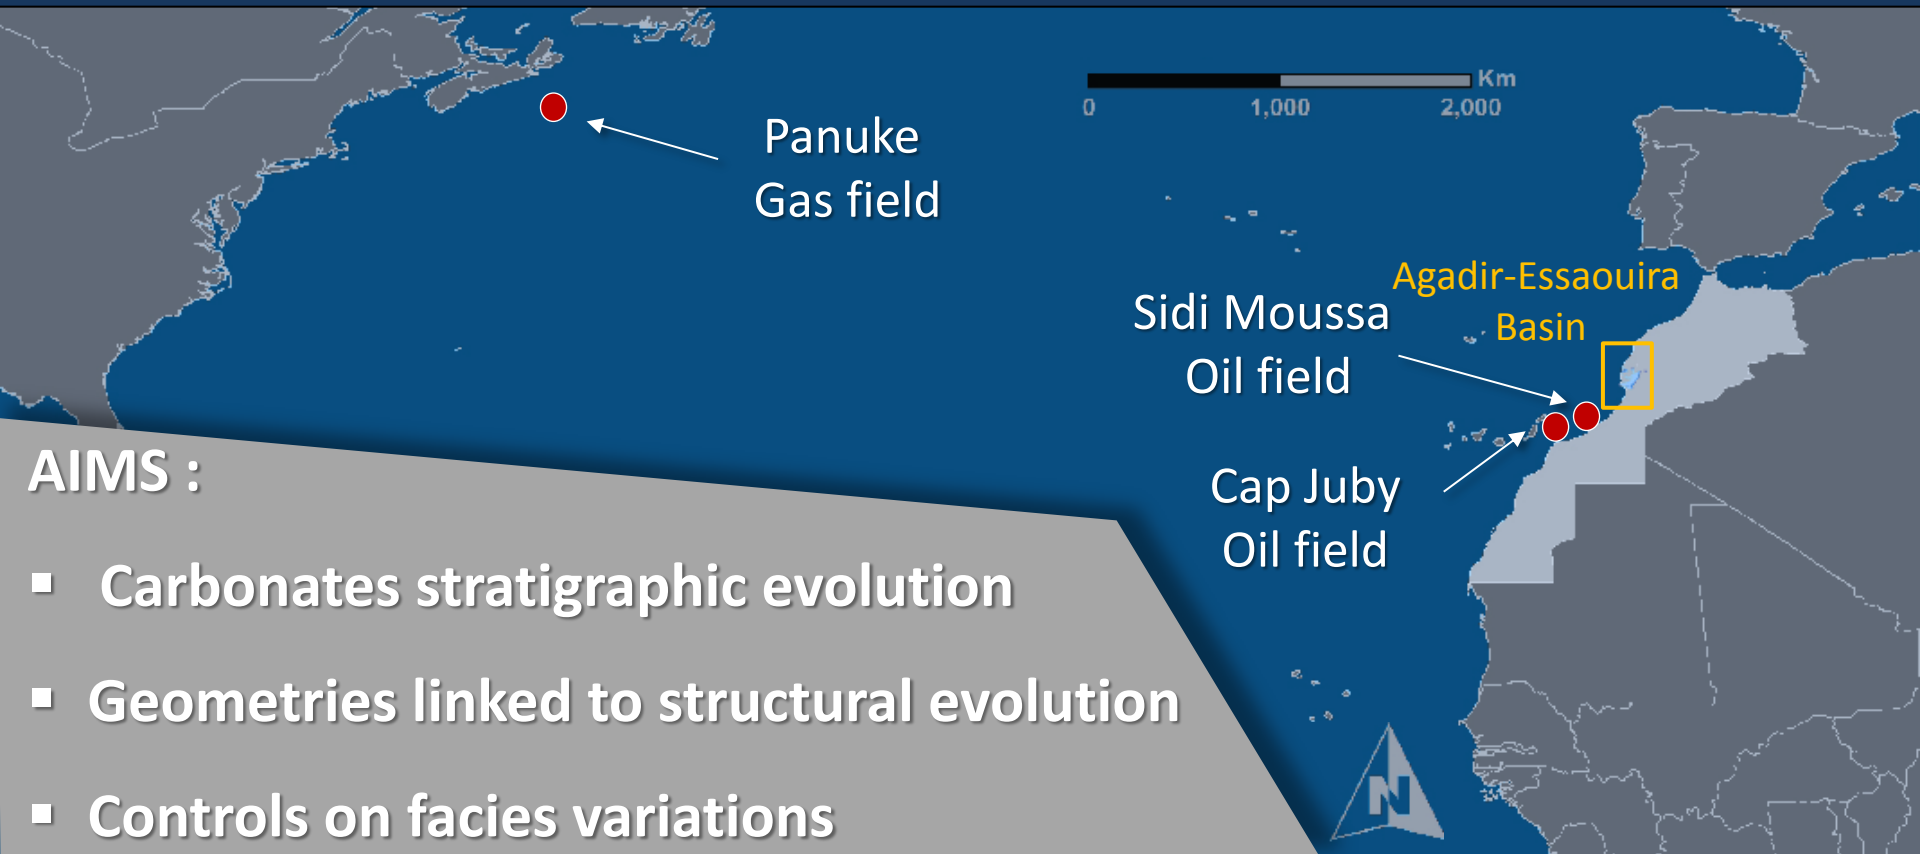 Km
0 1,000 2,000
Panuke
Gas field
Agadir-Essaouira
Basin
Sidi Moussa
Oil field
Cap Juby
Oil field
AIMS :
▪ Carbonates stratigraphic evolution
▪ Geometries linked to structural evolution
▪ Controls on facies variations
N